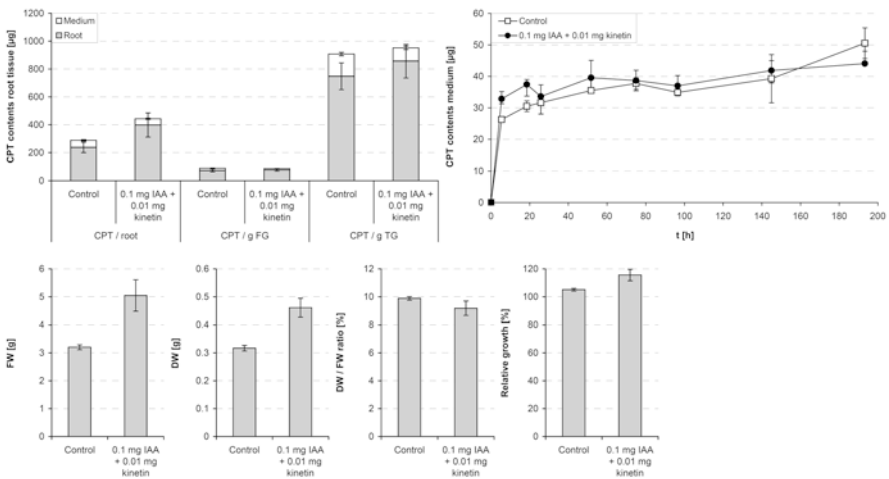 1200
1000
800
600
400
200
0
CPT contents root tissue [µg]
Medium
Root
Control
0.1 mg IAA +
0.01 mg
kinetin
Control
0.1 mg IAA +
0.01 mg
kinetin
Control
0.1 mg IAA +
0.01 mg
kinetin
CPT / root
CPT / g FG
CPT / g TG
60
50
40
30
20
10
0
CPT contents medium [µg]
Control
0.1 mg IAA + 0.01 mg kinetin
0
20
40
60
80
100
120
140
160
180
200
t [h]
6
5
4
3
2
1
0
FW [g]
Control
0.1 mg IAA
+ 0.01 mg
kinetin
0.6
0.5
0.4
0.3
0.2
0.1
0
DW [g]
Control
0.1 mg IAA
+ 0.01 mg
kinetin
12
10
8
6
4
2
0
DW / FW ratio [%]
Control
0.1 mg IAA
+ 0.01 mg
kinetin
120
100
80
60
40
20
0
Relative growth [%]
Control
0.1 mg IAA
+ 0.01 mg
kinetin